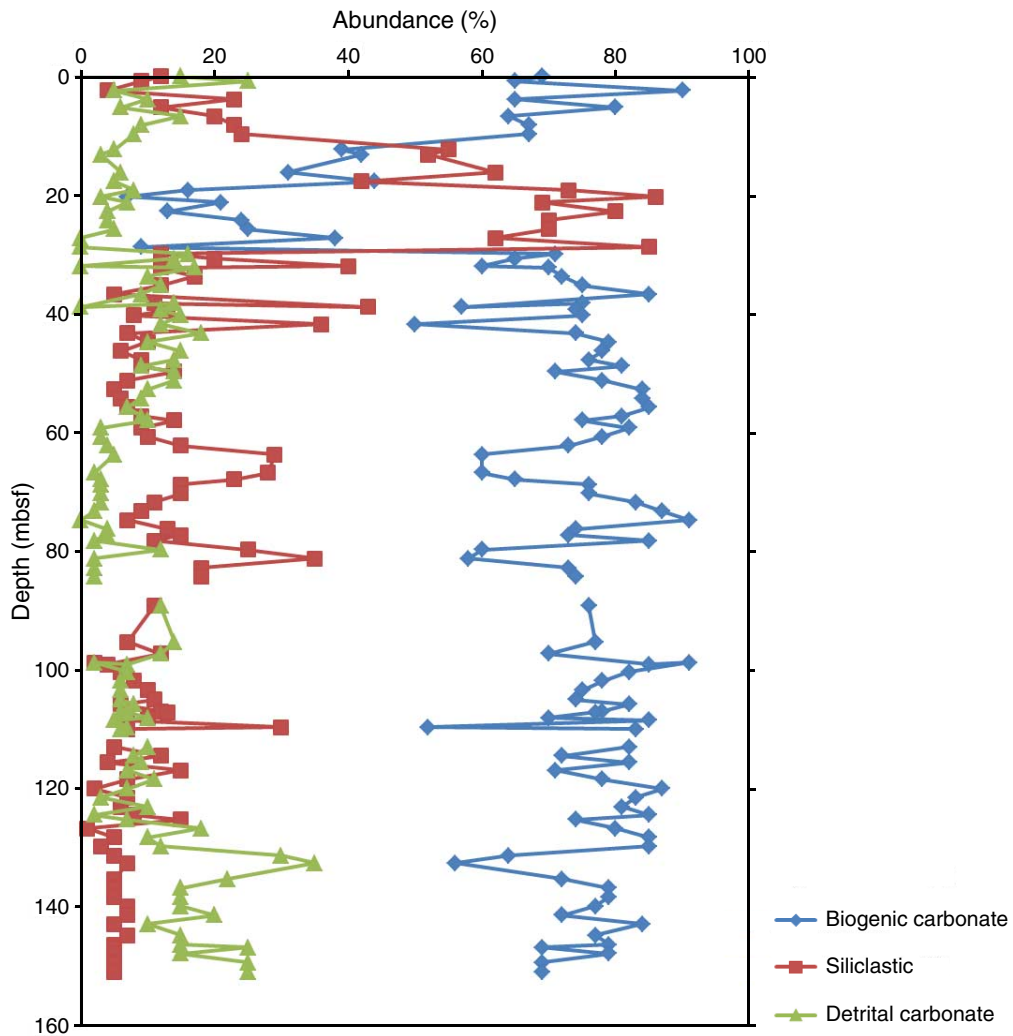 Abundance (%)
0 20 40 60 80 100
0
20
40
60
80
100
120
140
160
Depth (mbsf)
Biogenic carbonate
Siliclastic
Detrital carbonate